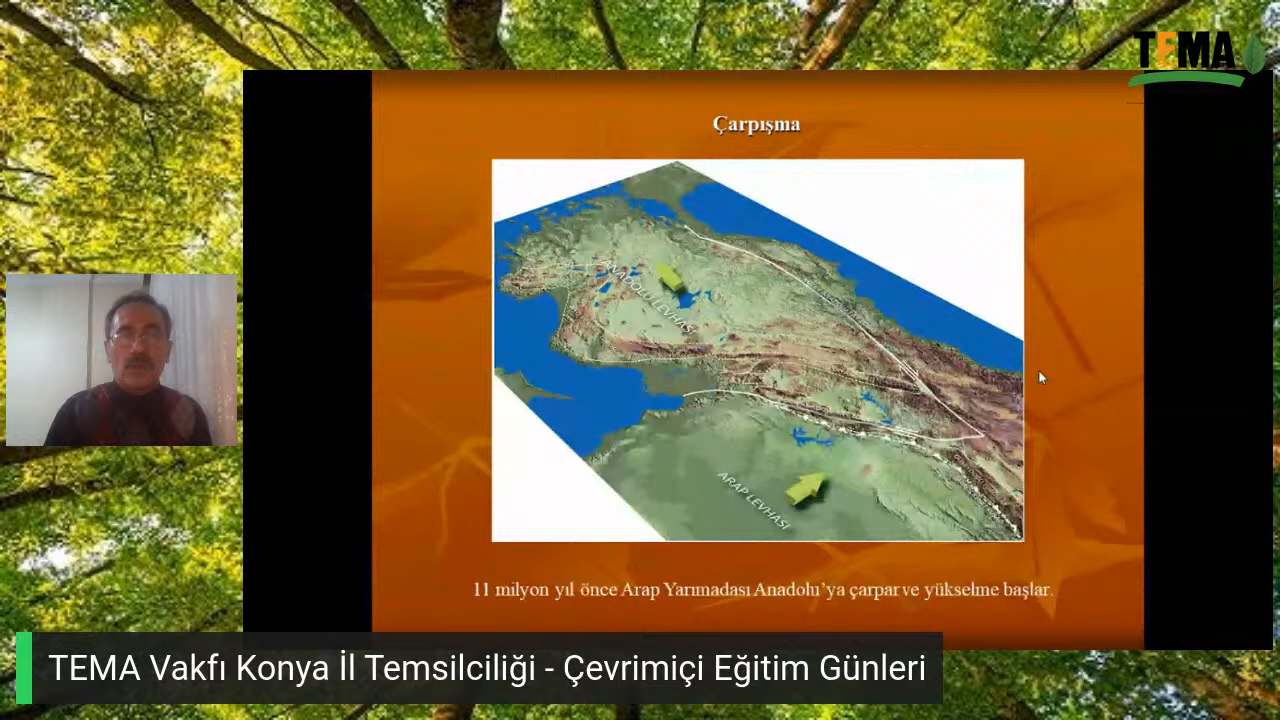 TEMA
Çarpışma
ANADOLU LEVHASI
ARAP LEVHASI
11 milyon yıl önce Arap Yarımadası Anadolu'ya çarpar ve yükselme başlar.
TEMA Vakfı Konya İl Temsilciliği - Çevrimiçi Eğitim Günleri